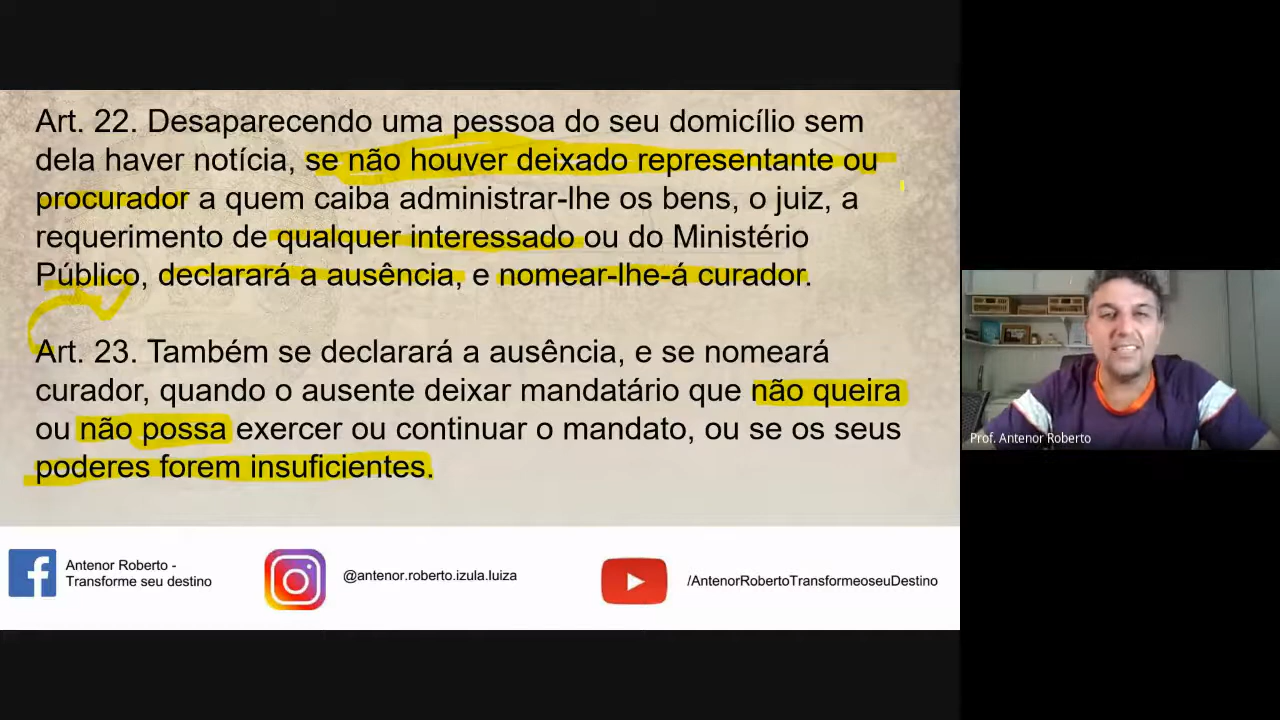 Art. 22. Desaparecendo uma pessoa do seu domicílio sem
dela haver notícia, se não houver deixado representante ou
procurador a quem caiba administrar-lhe os bens, o juiz, a
requerimento de qualquer interessado ou do Ministério
Público, declarará a ausência, e nomear-lhe-á curador.
Art. 23. Também se declarará a ausência, e se nomeará
curador, quando o ausente deixar mandatário que não queira
ou não possa exercer ou continuar o mandato, ou se os seus
poderes forem insuficientes.
Prof. Antenor Roberto
Antenor Roberto -
Transforme seu destino
@antenor.roberto.izula.luiza
/AntenorRobertoTransformeoseuDestino